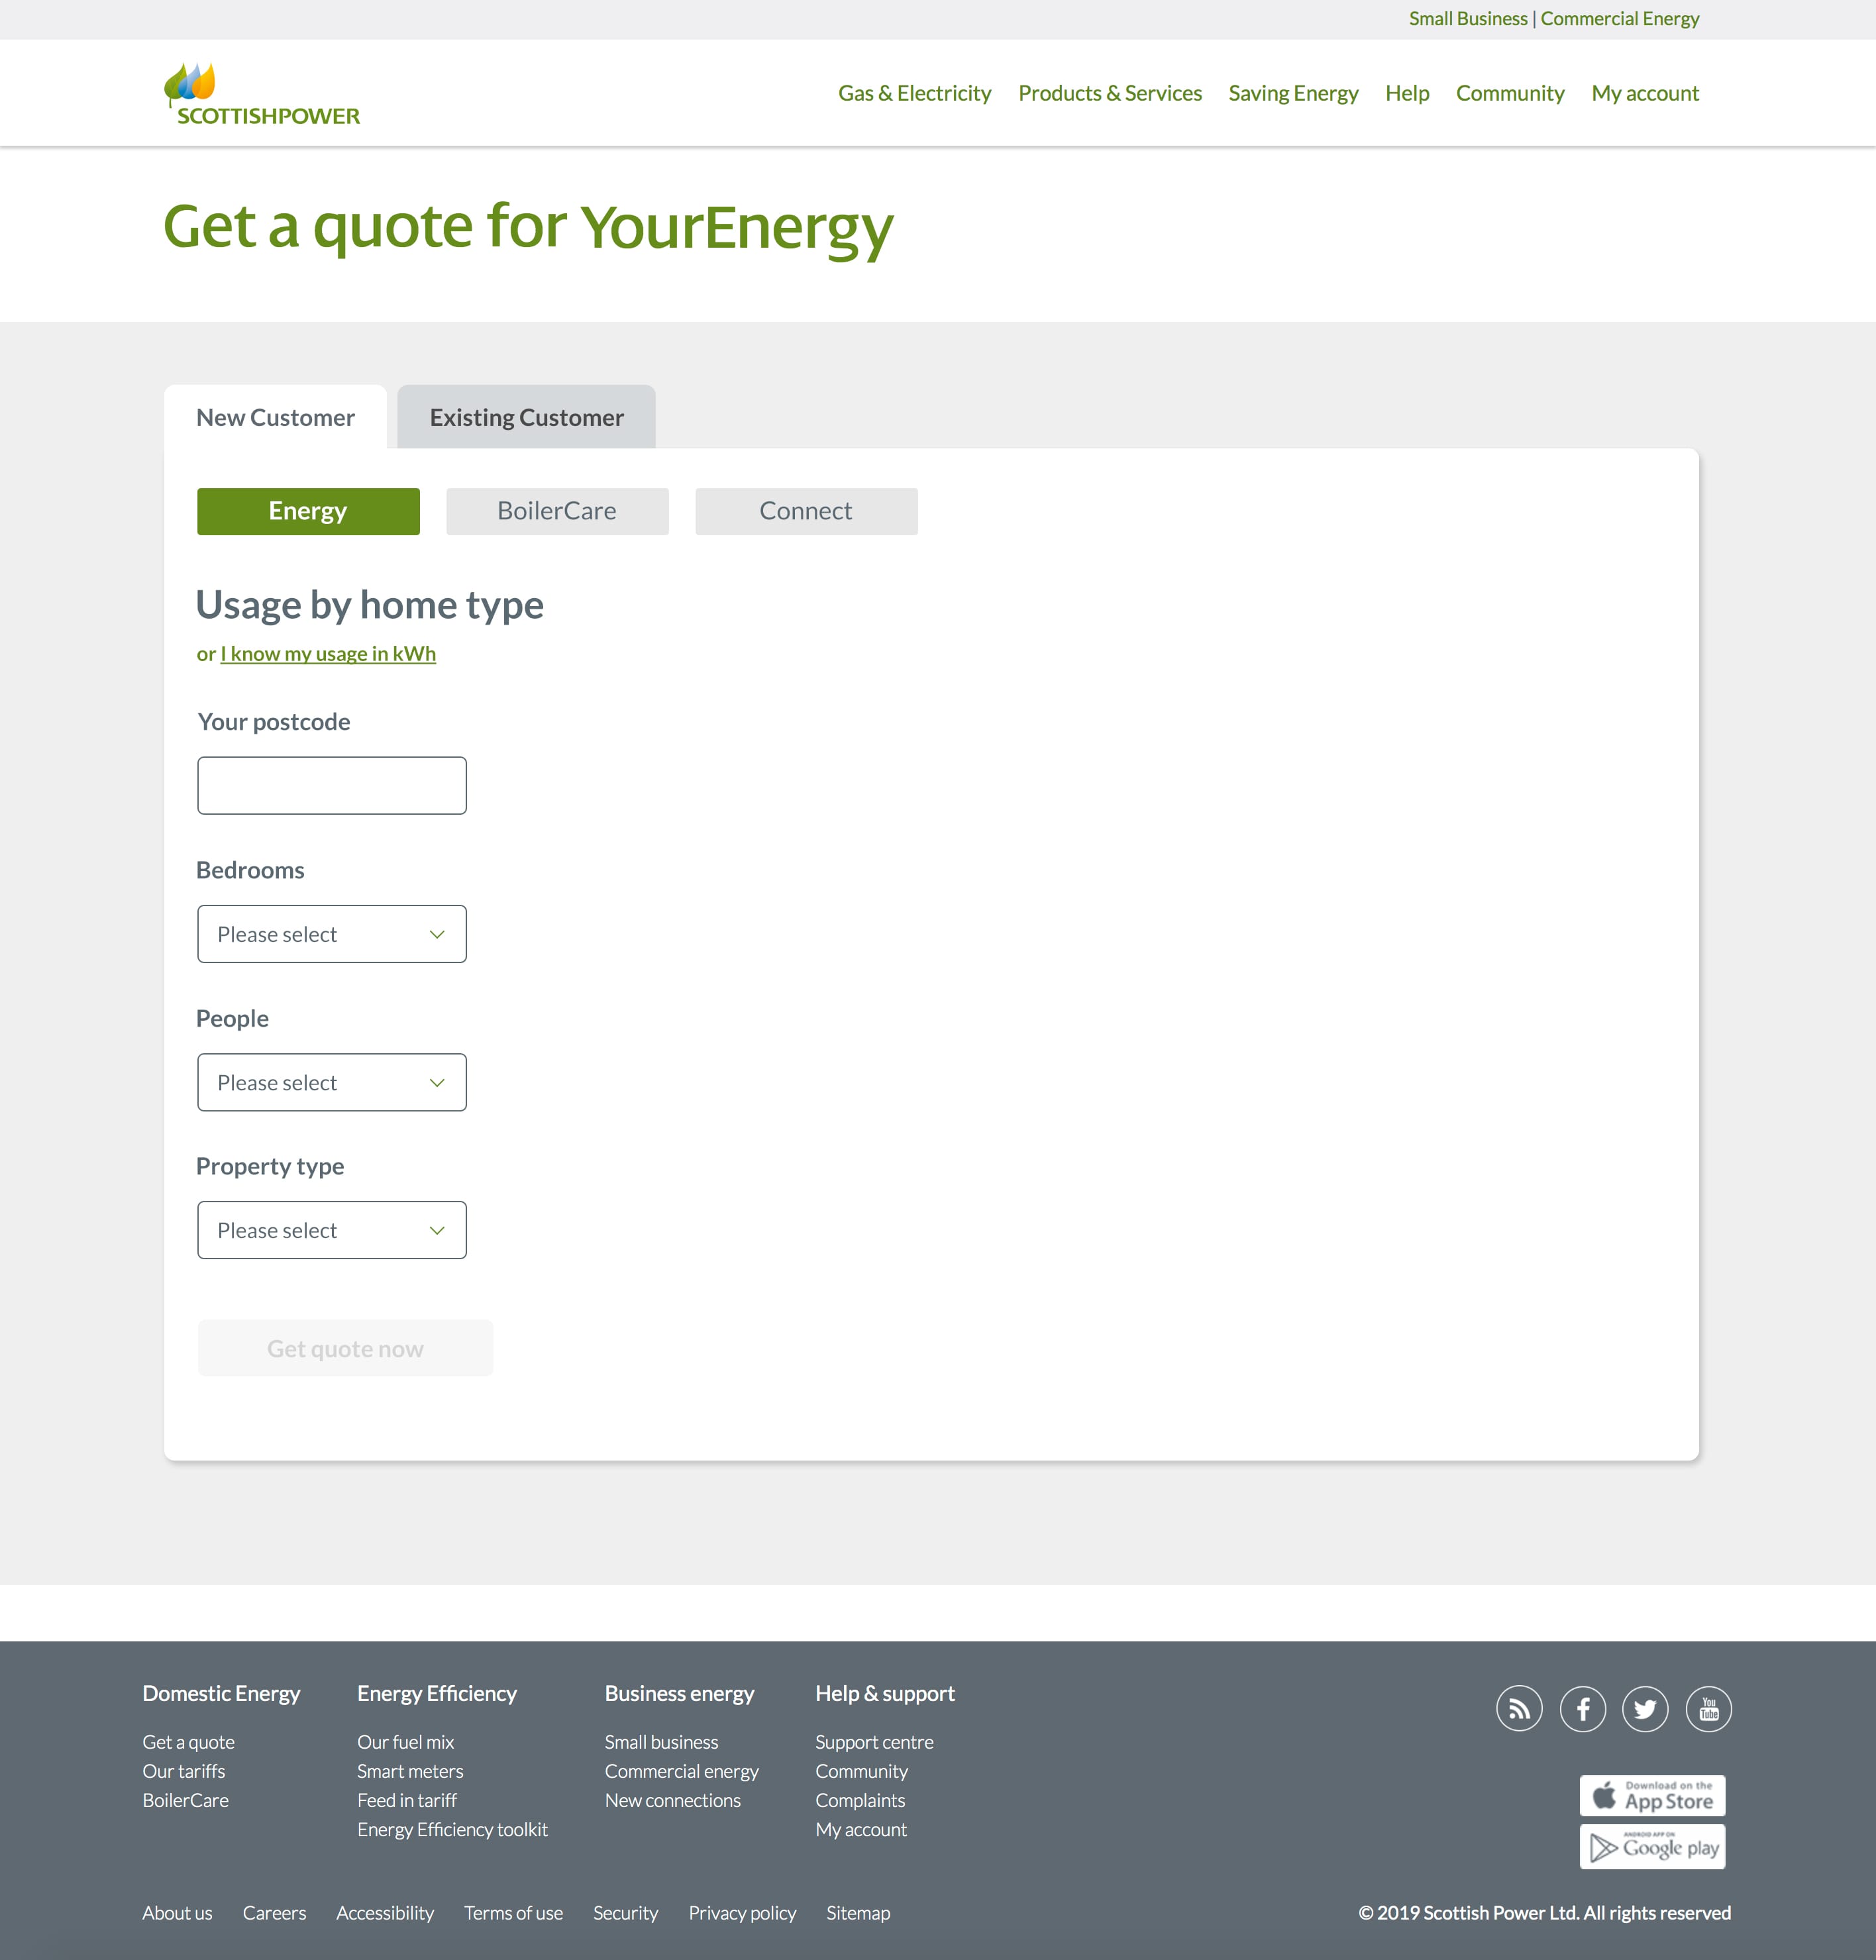 Small Business | Commercial Energy
SCOTTISHPOWER
Gas & Electricity Products & Services Saving Energy Help Community My account
Get a quote for YourEnergy
New Customer Existing Customer
Energy BoilerCare Connect
Usage by home type
or I know my usage in kWh
Your postcode
Bedrooms
Please select
People
Please select
Property type
Please select
Get quote now
Domestic Energy
Get a quote
Our tariffs
BoilerCare
Energy Efficiency
Our fuel mix
Smart meters
Feed in tariff
Energy Efficiency toolkit
Business energy
Small business
Commercial energy
New connections
Help & support
Support centre
Community
Complaints
My account
You
Tube
Download on the
App Store
ANDROID APP ON
Google play
About us Careers Accessibility Terms of use Security Privacy policy Sitemap
© 2019 Scottish Power Ltd. All rights reserved